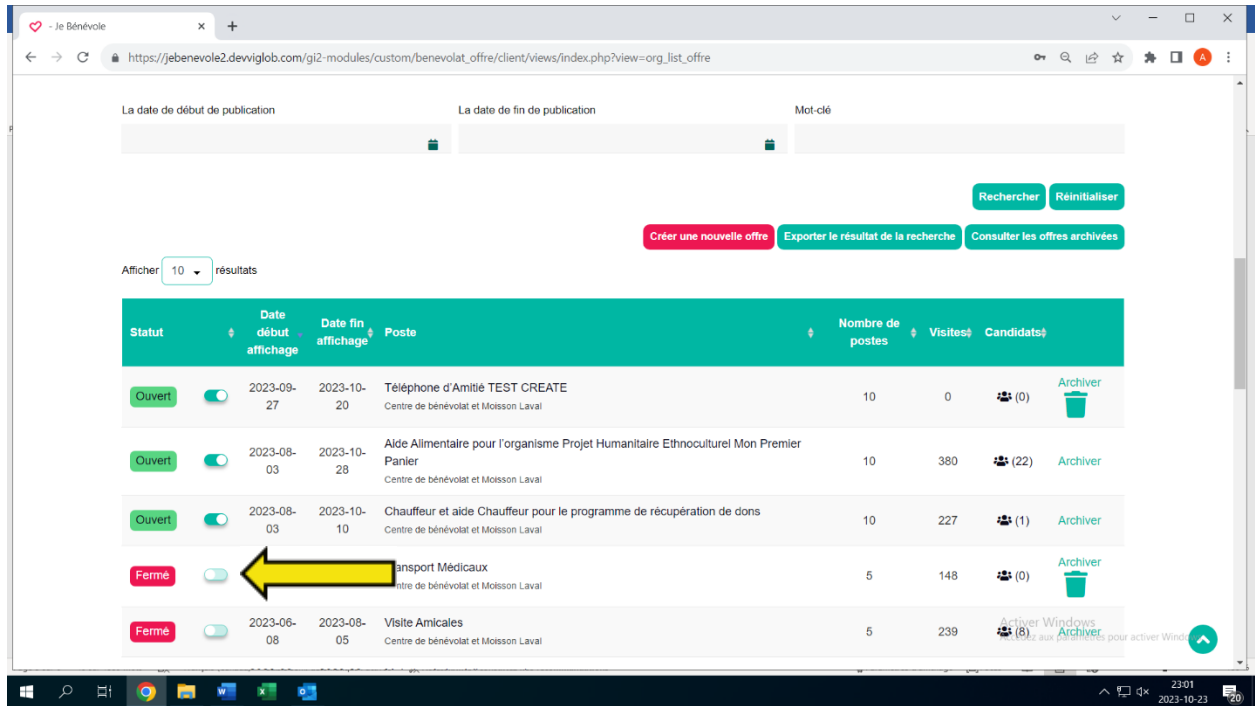 - Je Bénévole
https://jebenevole2.devviglob.com/gi2-modules/custom/benevolat_offre/client/views/index.php?view=org_list_offre
A
La date de début de publication La date de fin de publication Mot-clé
Rechercher Réinitialiser
Créer une nouvelle offre Exporter le résultat de la recherche Consulter les offres archivées
Afficher 10 résultats
Statut Date début affichage Date fin affichage Poste Nombre de postes Visites Candidats
Ouvert 2023-09-27 2023-10-20 Téléphone d'Amitié TEST CREATE 10 0 (0) Archiver
Centre de bénévolat et Moisson Laval
Ouvert 2023-08-03 2023-10-28 Aide Alimentaire pour l'organisme Projet Humanitaire Ethnoculturel Mon Premier
Panier 10 380 (22) Archiver
Centre de bénévolat et Moisson Laval
Ouvert 2023-08-03 2023-10-10 Chauffeur et aide Chauffeur pour le programme de récupération de dons 10 227 (1) Archiver
Centre de bénévolat et Moisson Laval
Fermé ansport Médicaux 5 148 (0) Archiver
ntre de bénévolat et Moisson Laval
Fermé 2023-06-08 2023-08-05 Visite Amicales 5 239 (8) Archiver
Centre de bénévolat et Moisson Laval
Activer Windows
aux paramètres pour activer Wind
23:01
2023-10-23
20